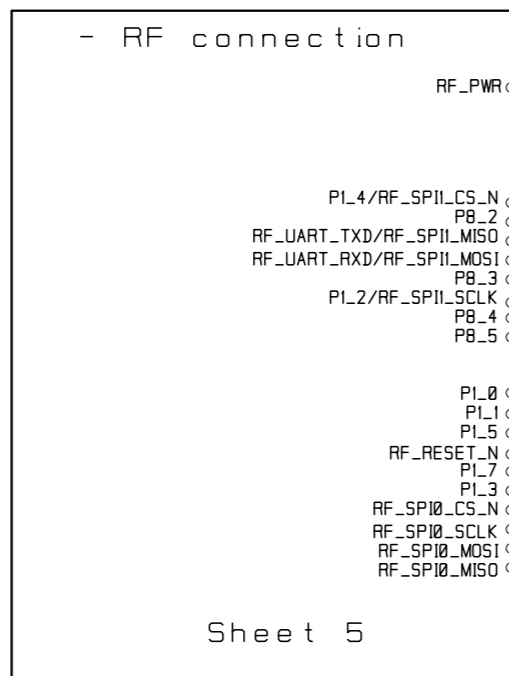 - RF connection
RF_PWR
P1_4/RF_SPI1_CS_N
P8_2
RF_UART_TXD/RF_SPI1_MISO
RF_UART_RXD/RF_SPI1_MOSI
P8_3
P1_2/RF_SPI1_SCLK
P8_4
P8_5
P1_0
P1_1
P1_5
RF_RESET_N
P1_7
P1_3
RF_SPI0_CS_N
RF_SPI0_SCLK
RF_SPI0_MOSI
RF_SPI0_MISO
Sheet 5